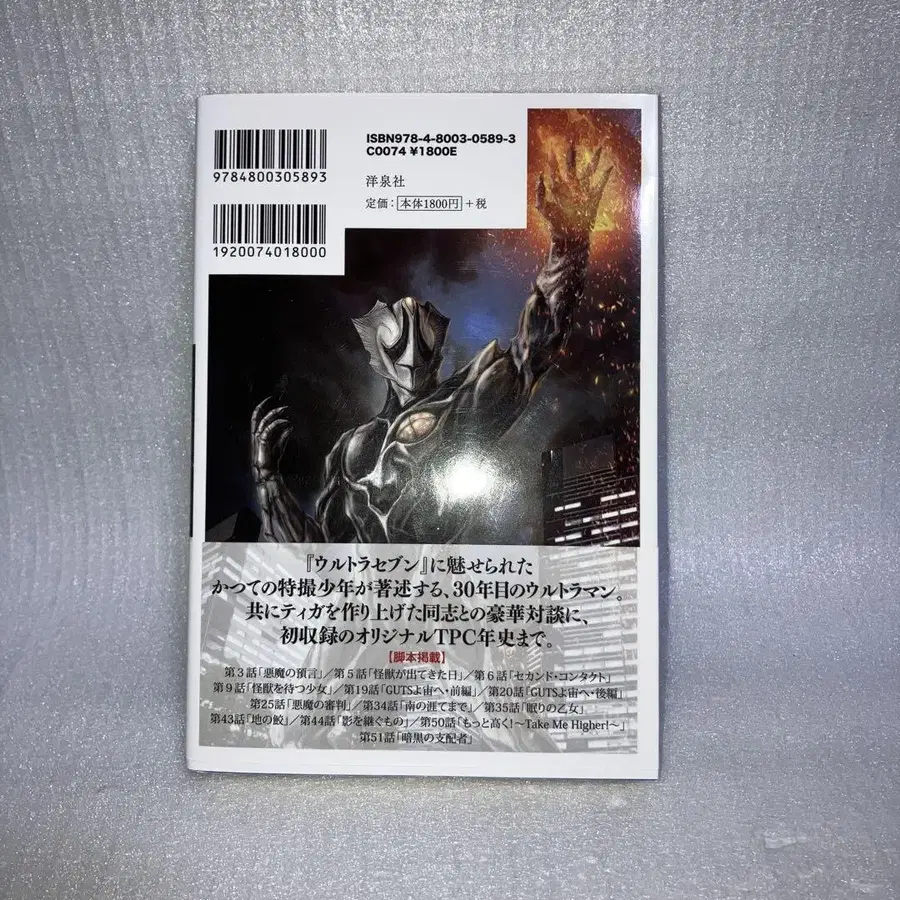 ISBN978-4-8003-0589-3
C0074 ¥1800E
9784800305893
洋泉社
定価：本体1800円＋税
1920074018000
『ウルトラセブン』に魅せられた
かつての特撮少年が著述する、30年目のウルトラマン。
共にティガを作り上げた同志との豪華対談に、
初収録のオリジナルTPC年史まで。
【脚本掲載】
第3話「悪魔の預言」／第5話「怪獣が出てきた日」／第6話「セカンド・コンタクト」
第9話「怪獣を待つ少女」／第19話「GUTSよ宙へ・前編」／第20話「GUTSよ宙へ・後編」
第25話「悪魔の審判」／第34話「南の涯てまで」／第35話「眠りの乙女」
第43話「地の鮫」／第44話「影を継ぐもの」／第50話「もっと高く！〜Take Me Higher!〜」
第51話「暗黒の支配者」